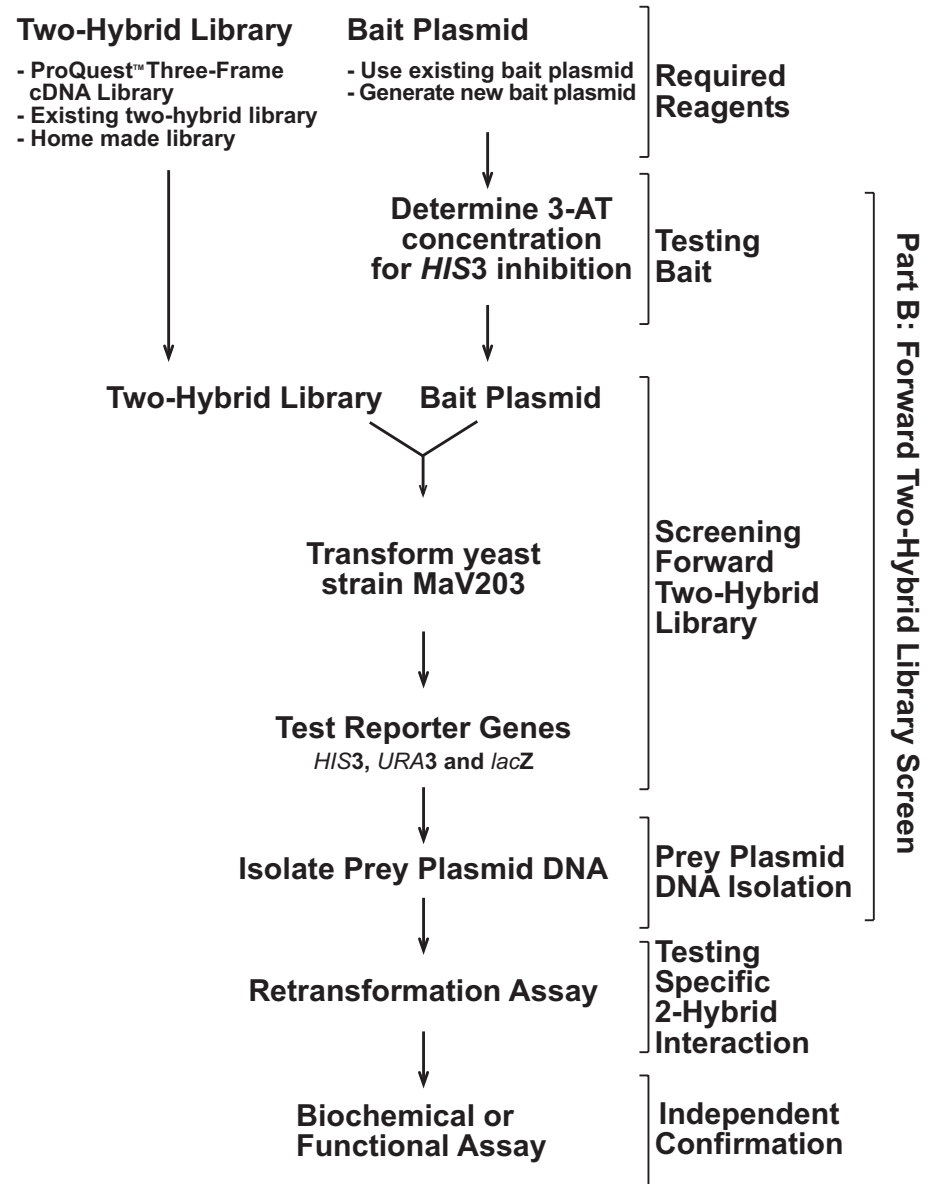 Two-Hybrid Library
- ProQuest™ Three-Frame
cDNA Library
- Existing two-hybrid library
- Home made library
Bait Plasmid
- Use existing bait plasmid
- Generate new bait plasmid
Required
Reagents
Determine 3-AT
concentration
for HIS3 inhibition
Testing
Bait
Two-Hybrid Library
Bait Plasmid
Transform yeast
strain MaV203
Test Reporter Genes
HIS3, URA3 and lacZ
Screening
Forward
Two-Hybrid
Library
Isolate Prey Plasmid DNA
Prey Plasmid
DNA Isolation
Part B: Forward Two-Hybrid Library Screen
Retransformation Assay
Testing
Specific
2-Hybrid
Interaction
Biochemical or
Functional Assay
Independent
Confirmation